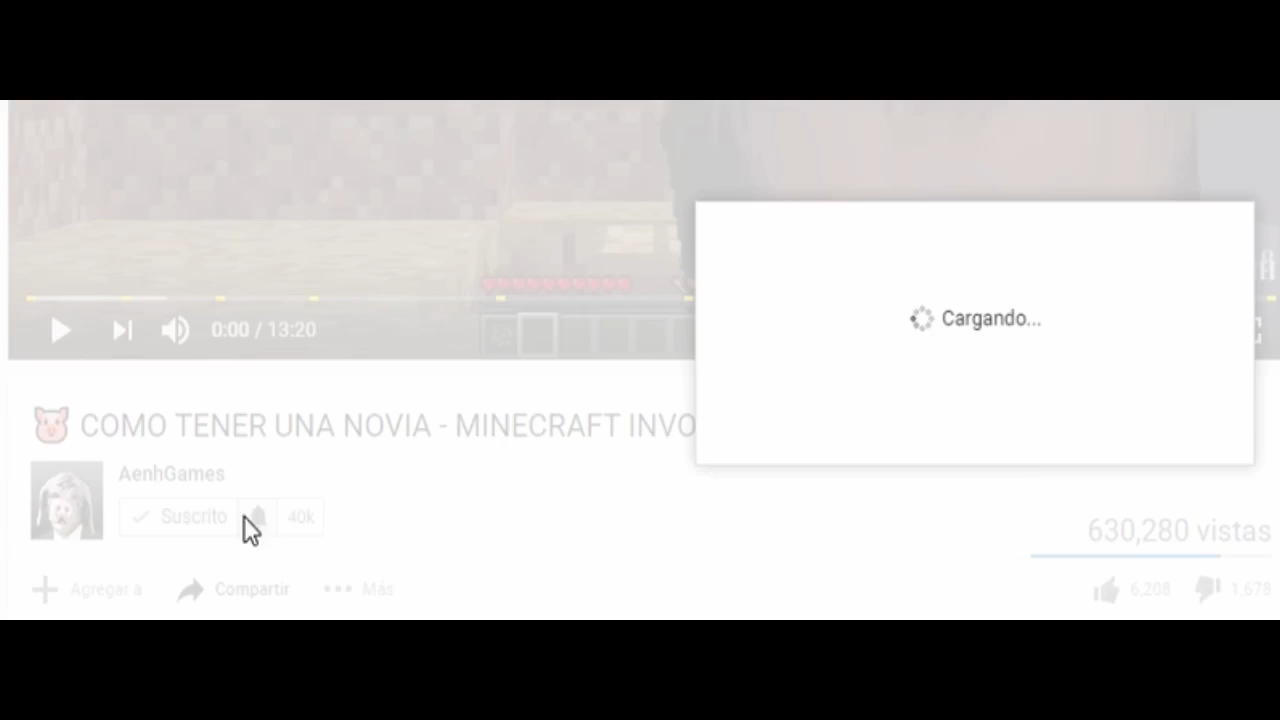 Cargando...
0:00 / 13:20
COMO TENER UNA NOVIA - MINECRAFT INVO
AenhGames
Suscrito 40k
630,280 vistas
Agregar a Compartir Más
6,208 1,678